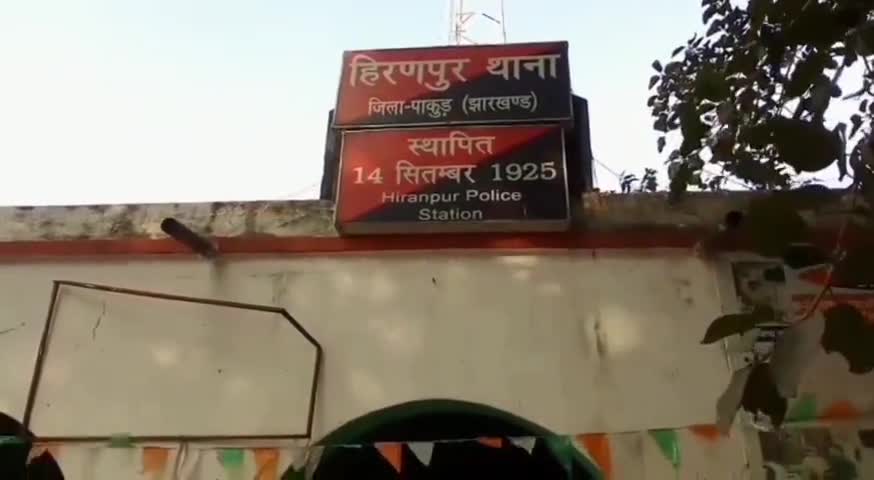 हिरणपुर थाना
जिला-पाकुड़ (झारखण्ड)
स्थापित
14 सितम्बर 1925
Hiranpur Police
Station